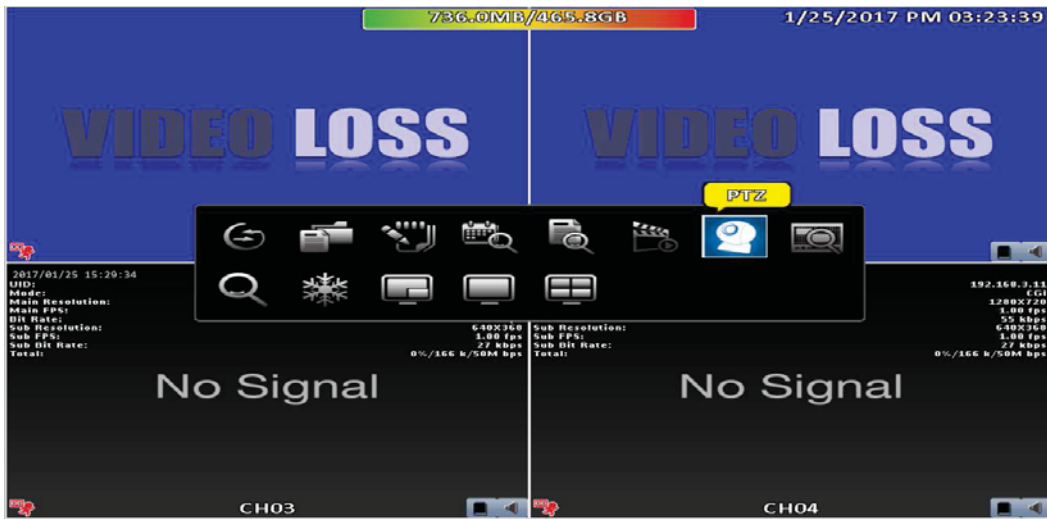 736.0MB/465.8GB
1/25/2017 PM 03:23:39
VIDEO LOSS
VIDEO LOSS
PTZ
2017/01/25 15:29:34
UID:
Mode:
Main Resolution:
Main FPS:
Bit Rate:
Sub Resolution: 640X360
Sub FPS: 1.00 fps
Sub Bit Rate: 27 kbps
Total: 0%/166 k/50M bps
192.168.3.11
CGI
1280X720
1.00 fps
55 kbps
Sub Resolution: 640X360
Sub FPS: 1.00 fps
Sub Bit Rate: 27 kbps
Total: 0%/166 k/50M bps
No Signal
No Signal
CH03
CH04